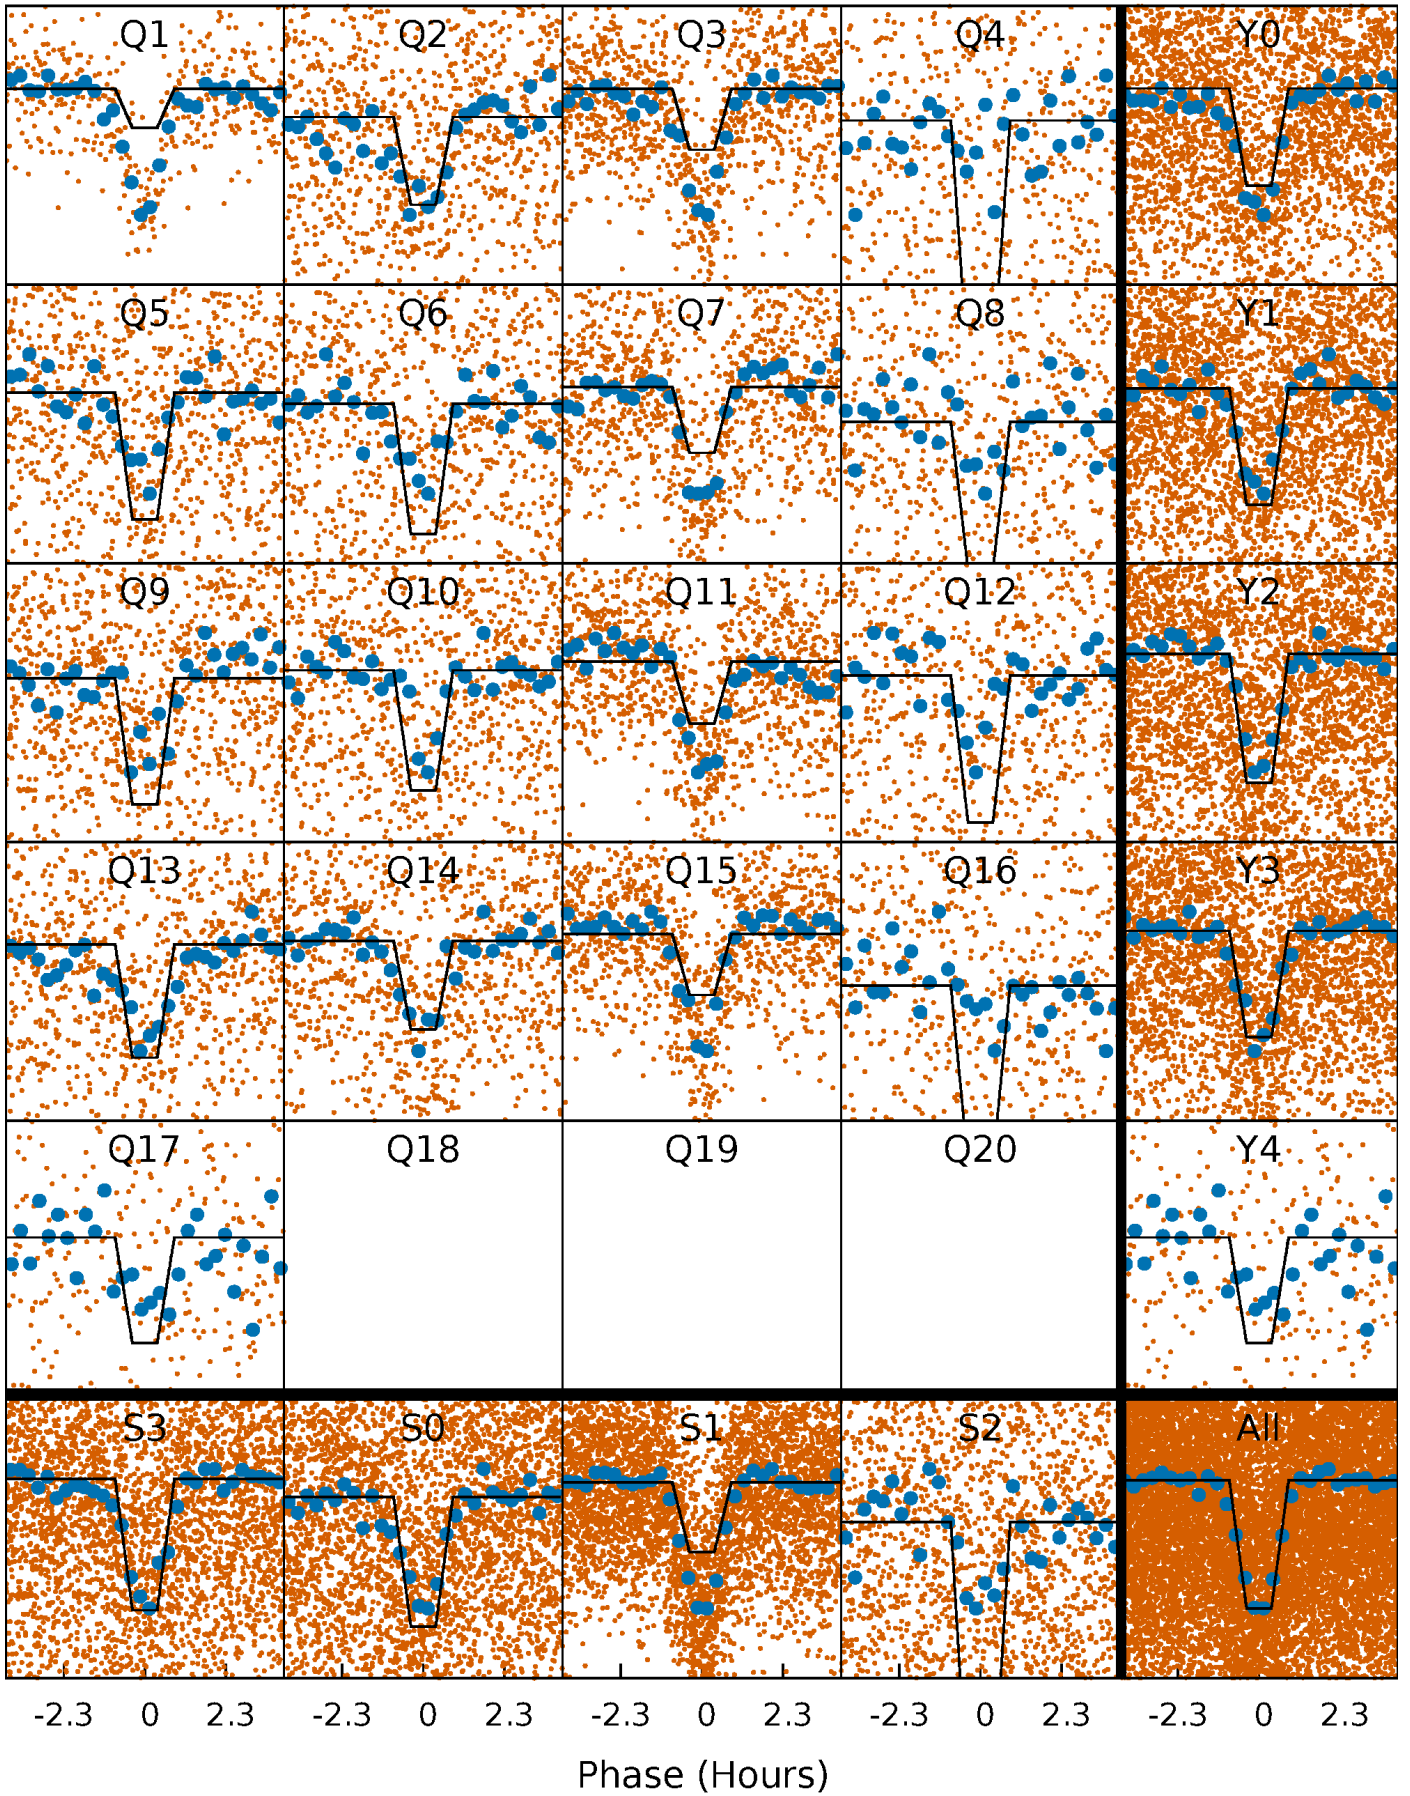 Q1 Q2 Q3 Q4 Y0
Q5 Q6 Q7 Q8 Y1
Q9 Q10 Q11 Q12 Y2
Q13 Q14 Q15 Q16 Y3
Q17 Q18 Q19 Q20 Y4
S3 S0 S1 S2 All
-2.3 0 2.3 -2.3 0 2.3 -2.3 0 2.3 -2.3 0 2.3 -2.3 0 2.3
Phase (Hours)